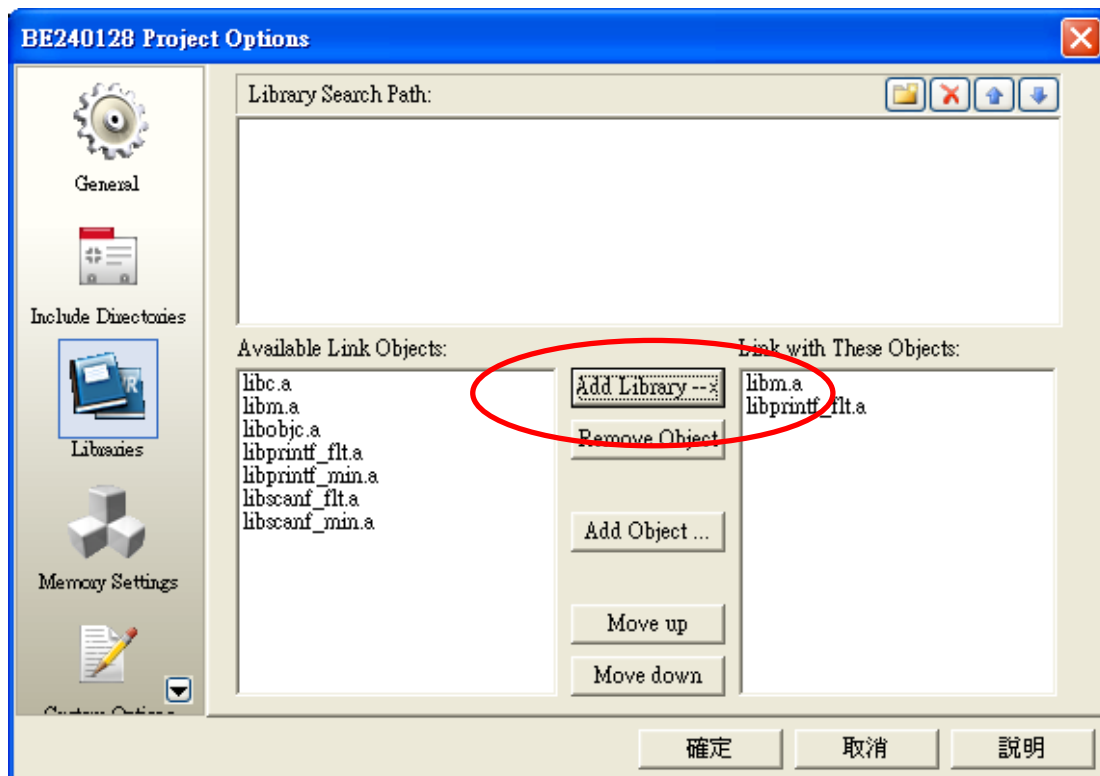 BE240128 Project Options
General
Include Directories
Libraries
Memory Settings
Library Search Path:
Available Link Objects:
libc.a
libm.a
libobjc.a
libprintf_flt.a
libprintf_min.a
libscanf_flt.a
libscanf_min.a
Add Library --
Remove Object
Add Object ...
Move up
Move down
Link with These Objects:
libm.a
libprintf_flt.a
確定
取消
說明